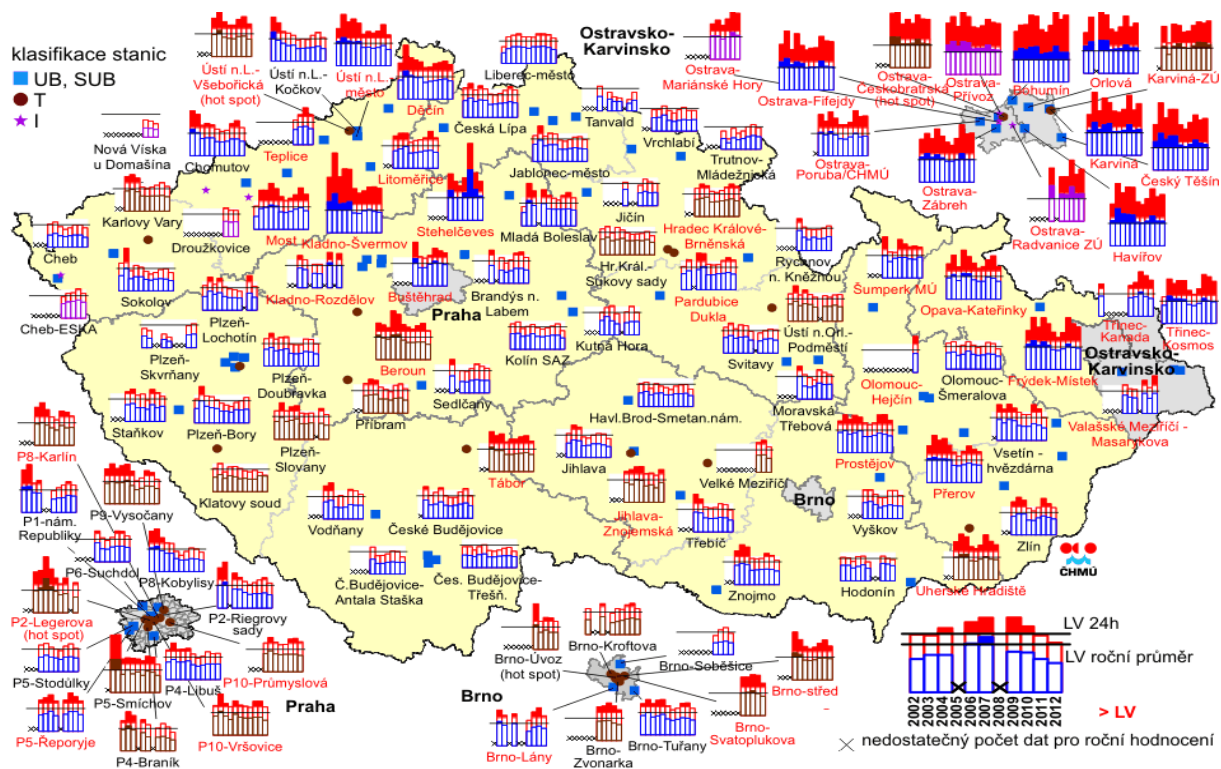 klasifikace stanic
UB, SUB
T
I
Ústí n.L.-
Všebořická
(hot spot)
Ústí n.L.-
Kočkov
Ústí n.L.
město
Děčín
Liberec-město
Ostravsko-
Karvinsko
Ostrava-
Mariánské Hory
Ostrava-Fifejdy
Ostrava-
Českobratrská
(hot spot)
Ostrava-
Přívoz
Bohumín
Orlová
Karviná-ZÚ
Nová Víska
u Domašína
Chomutov
Teplice
Litoměřice
Česká Lípa
Tanvald
Vrchlabí
Trutnov-
Mládežnická
Ostrava-
Poruba/ČHMÚ
Ostrava-
Zábřeh
Karviná
Český Těšín
Ostrava-
Radvanice ZÚ
Havířov
Jablonec-město
Karlovy Vary
Droužkovice
Most
Kladno-Švermov
Stehelčeves
Mladá Boleslav
Jičín
Hradec Králové-
Brněnská
Cheb
Sokolov
Kladno-Rozdělov
Buštěhrad
Praha
Brandýs n.
Labem
Hr.Král.-
Sukovy sady
Pardubice
Dukla
Rychnov
n. Kněžnou
Šumperk MÚ
Opava-Kateřinky
Třinec-
Kanada
Třinec-
Kosmos
Cheb-ESKA
Plzeň-
Lochotín
Plzeň-
Skvrňany
Plzeň-
Doubravka
Beroun
Kolín SAZ
Kutná Hora
Ústí n.Orl.-
Podměstí
Svitavy
Olomouc-
Hejčín
Olomouc-
Šmeralova
Frýdek-Místek
Ostravsko-
Karvinsko
Staňkov
Plzeň-Bory
Plzeň-
Slovany
Příbram
Sedlčany
Havl.Brod-Smetan.nám.
Moravská
Třebová
Valašské Meziříčí -
Masarykova
P8-Karlín
Klatovy soud
Tábor
Jihlava
Velké Meziříčí
Prostějov
Přerov
Vsetín -
hvězdárna
P9-Vysočany
P1-nám.
Republiky
Vodňany
České Budějovice
Jihlava-
Znojemská
Třebíč
Brno
Vyškov
Zlín
P6-Suchdol
P8-Kobylisy
Č.Budějovice-
Antala Staška
Čes. Budějovice-
Třešň.
Znojmo
Hodonín
Uherské Hradiště
ČHMÚ
P2-Legerova
(hot spot)
P2-Riegrovy
sady
P5-Stodůlky
P5-Smíchov
P4-Libuš
P10-Průmyslová
P5-Řeporyje
P4-Braník
P10-Vršovice
Praha
Brno-Úvoz
(hot spot)
Brno-Kroftova
Brno-Soběšice
Brno-střed
Brno
Brno-Lány
Brno-
Zvonarka
Brno-Tuřany
Brno-
Svatoplukova
LV 24h
LV roční průměr
2002
2003
2004
2005
2006
2007
2008
2009
2010
2011
2012
> LV
nedostatečný počet dat pro roční hodnocení